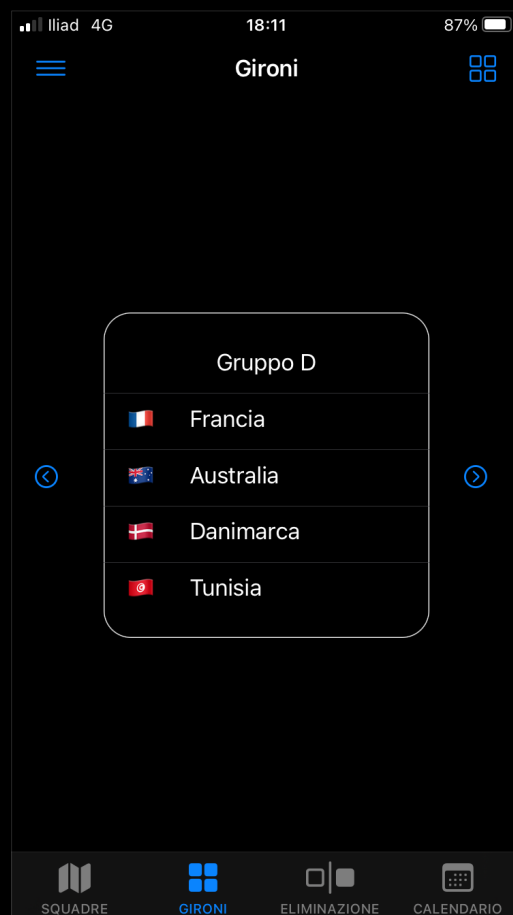 Iliad 4G 18:11 87%
Gironi
Gruppo D
Francia
Australia
Danimarca
Tunisia
SQUADRE GIRONI ELIMINAZIONE CALENDARIO